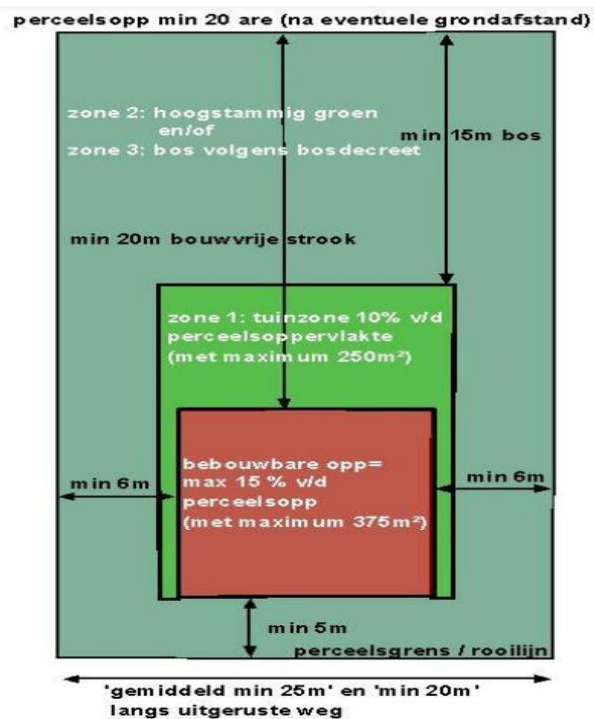 perceelsopp min 20 are (na eventuele grondafstand)
zone 2: hoogstammig groen
en/of
zone 3: bos volgens bosdecreet
min 15m bos
min 20m bouwvrije strook
zone 1: tuinzone 10% v/d
perceelsoppervlakte
(met maximum 250m²)
bebouwbare opp=
max 15 % v/d
perceelsopp
(met maximum 375m²)
min 6m
min 6m
min 5m
perceelsgrens / rooilijn
'gemiddeld min 25m' en 'min 20m'
langs uitgeruste weg